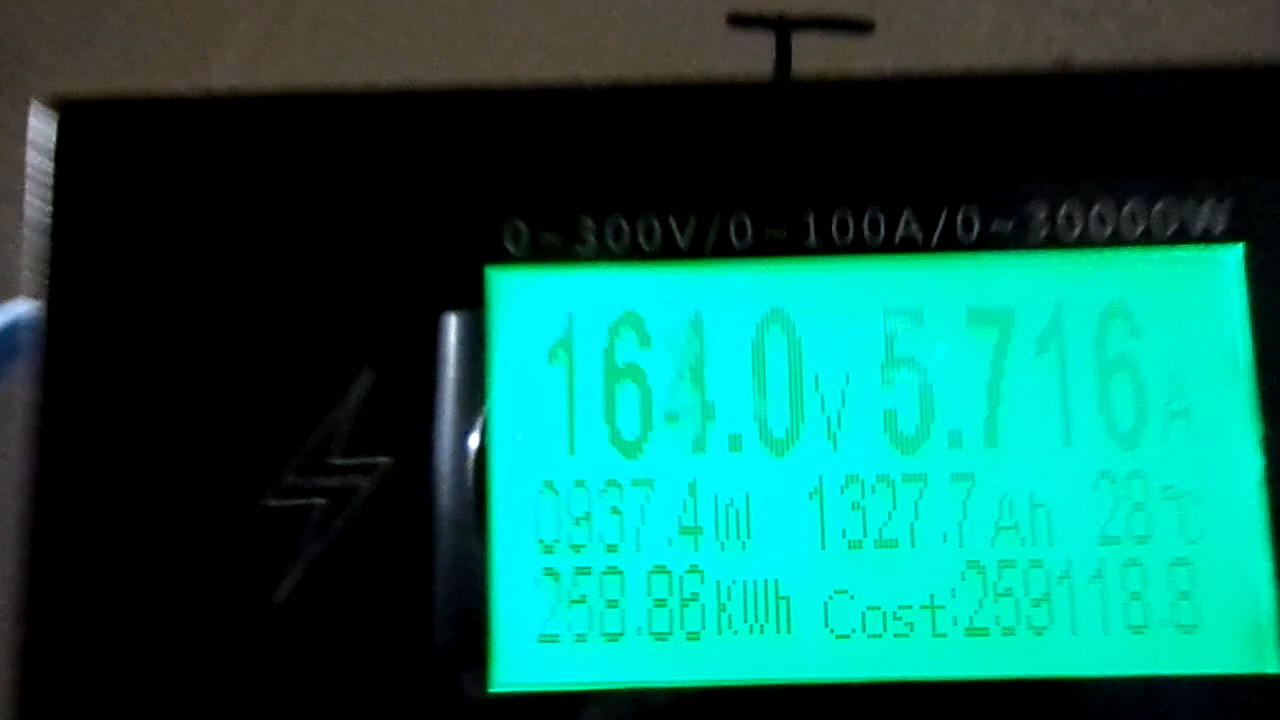 T
0~300V/0~100A/0~30000W
164.0V 5.716A
0937.4W 1327.7Ah 28℃
258.86KWh Cost:259118.8